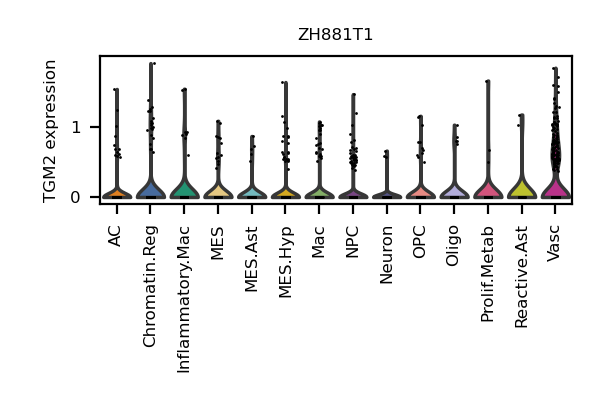 ZH881T1
TGM2 expression
1
0
AC
Chromatin.Reg
Inflammatory.Mac
MES
MES.Ast
MES.Hyp
Mac
NPC
Neuron
OPC
Oligo
Prolif.Metab
Reactive.Ast
Vasc